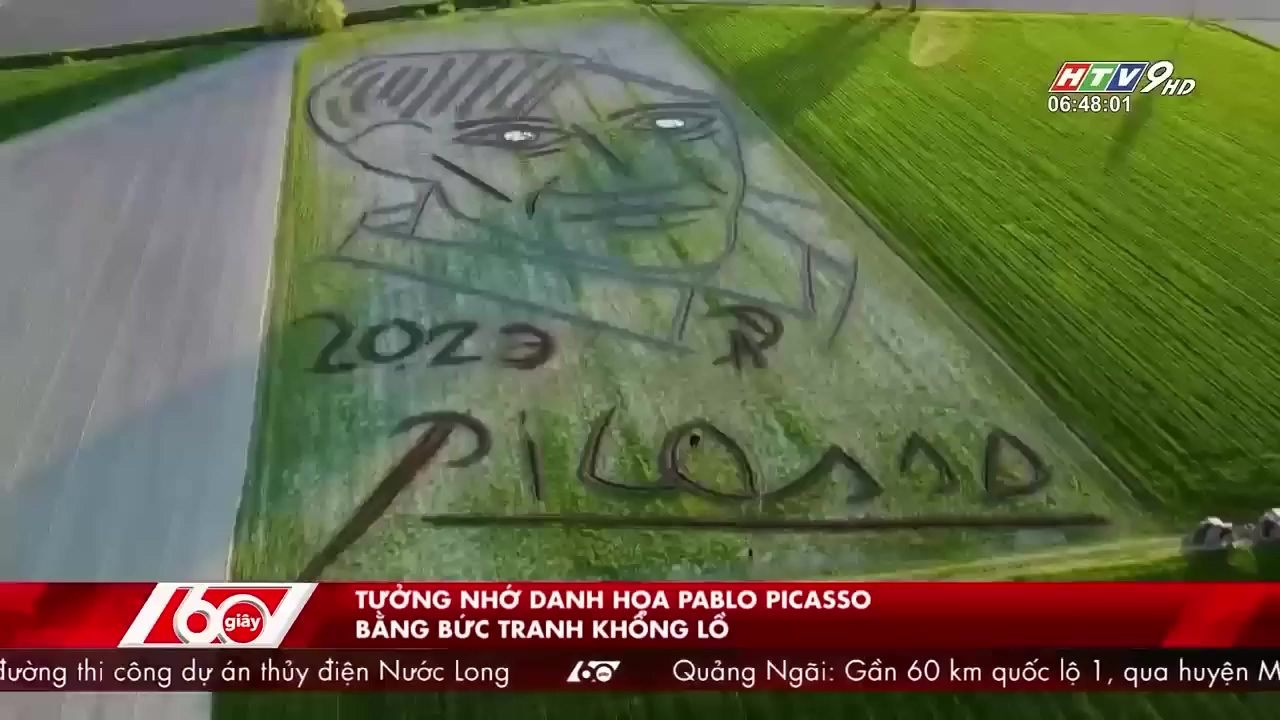 HTV9HD
06:48:01
2023
PICASSO
60 giây
TƯỞNG NHỚ DANH HỌA PABLO PICASSO
BẰNG BỨC TRANH KHỔNG LỒ
đường thi công dự án thủy điện Nước Long
60 giây
Quảng Ngãi: Gần 60 km quốc lộ 1, qua huyện M